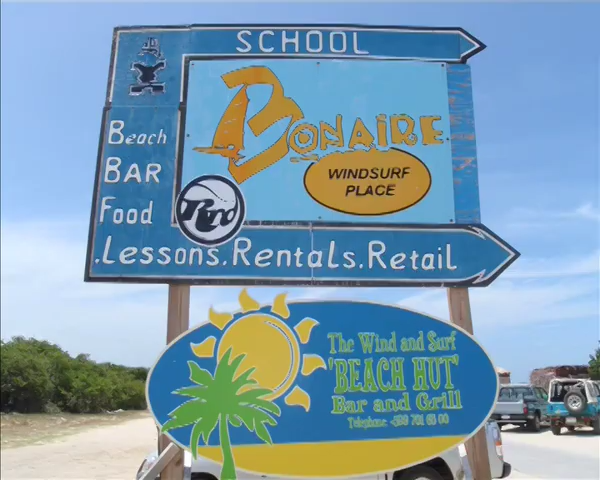 SCHOOL
BONAIRE
WINDSURF
PLACE
Beach
BAR
Food
.Lessons.Rentals.Retail
The Wind and Surf
'BEACH HUT'
Bar and Grill